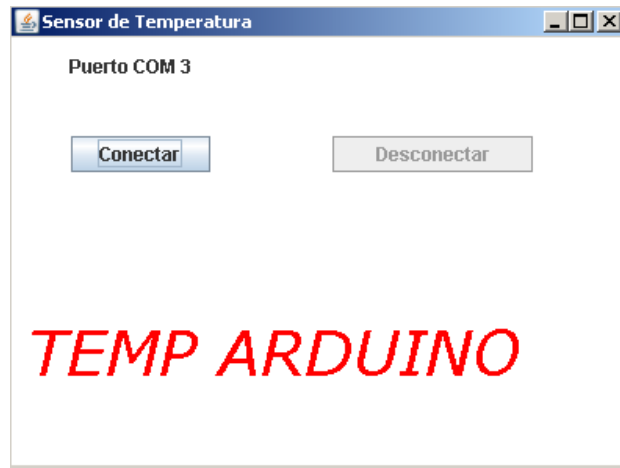 Sensor de Temperatura
Puerto COM 3
Conectar Desconectar
TEMP ARDUINO